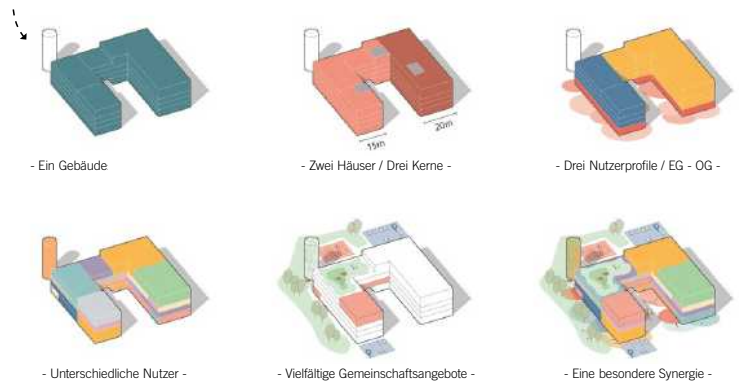 - Ein Gebäude
15m
20m
- Zwei Häuser / Drei Kerne -
- Drei Nutzerprofile / EG - OG -
- Unterschiedliche Nutzer -
P
P
- Vielfältige Gemeinschaftsangebote -
P
P
- Eine besondere Synergie -